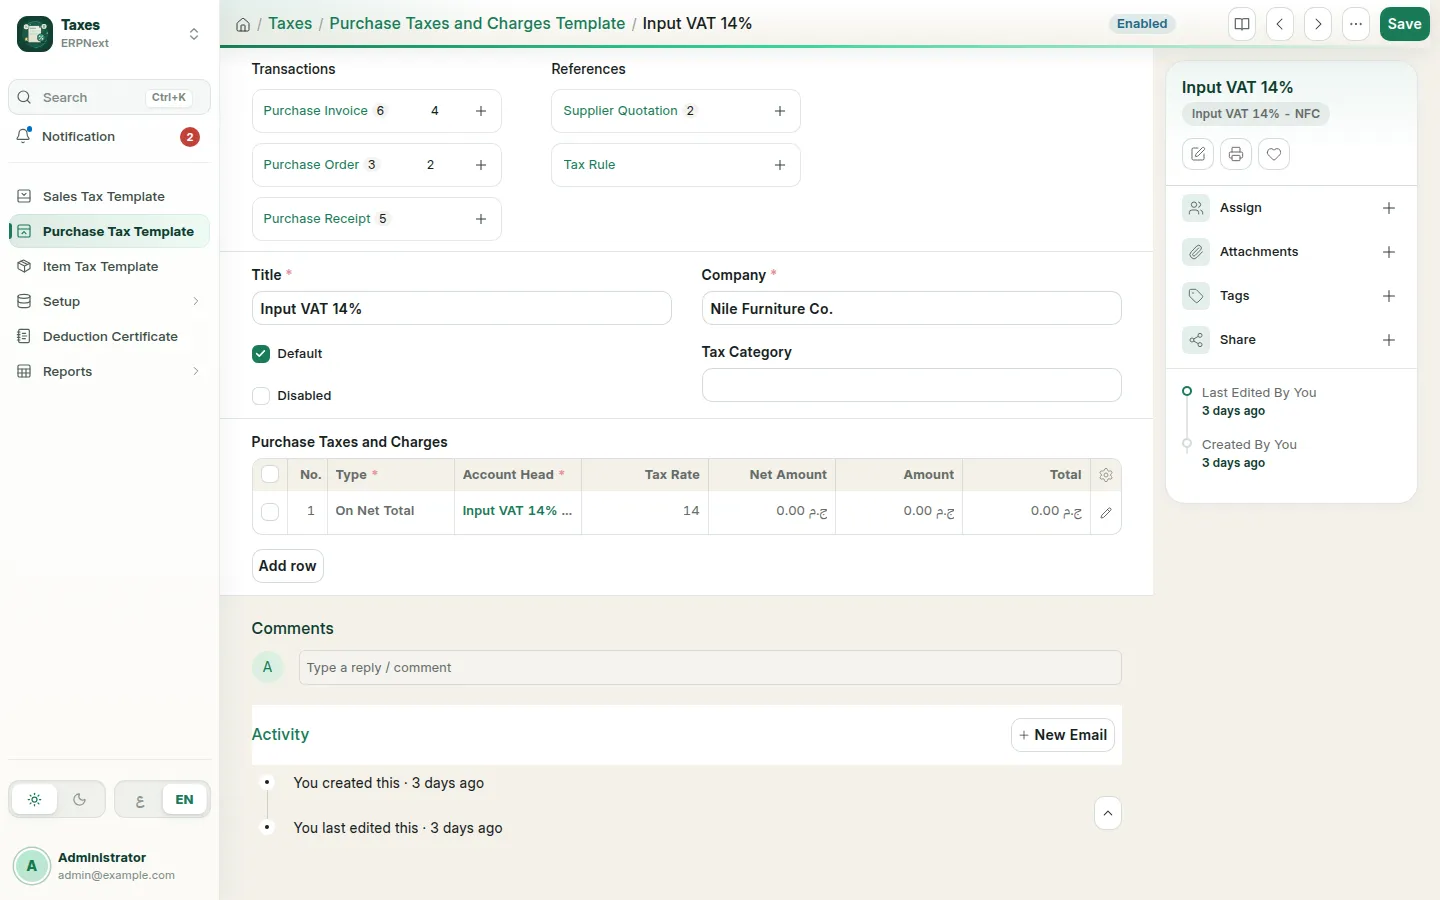 Taxes
ERPNext
Search
Ctrl+K
Notification
2
Sales Tax Template
Purchase Tax Template
Item Tax Template
Setup
Deduction Certificate
Reports
ع
EN
A
Administrator
admin@example.com
/ Taxes / Purchase Taxes and Charges Template / Input VAT 14%
Enabled
Save
Transactions
References
Purchase Invoice 6 4
Supplier Quotation 2
Purchase Order 3 2
Tax Rule
Purchase Receipt 5
Title *
Company *
Input VAT 14%
Nile Furniture Co.
Default
Tax Category
Disabled
Purchase Taxes and Charges
No. Type * Account Head * Tax Rate Net Amount Amount Total
1 On Net Total Input VAT 14% ... 14 0.00 ج.م 0.00 ج.م 0.00 ج.م
Add row
Comments
A
Type a reply / comment
Activity
New Email
You created this · 3 days ago
You last edited this · 3 days ago
Input VAT 14%
Input VAT 14% - NFC
Assign
Attachments
Tags
Share
Last Edited By You
3 days ago
Created By You
3 days ago